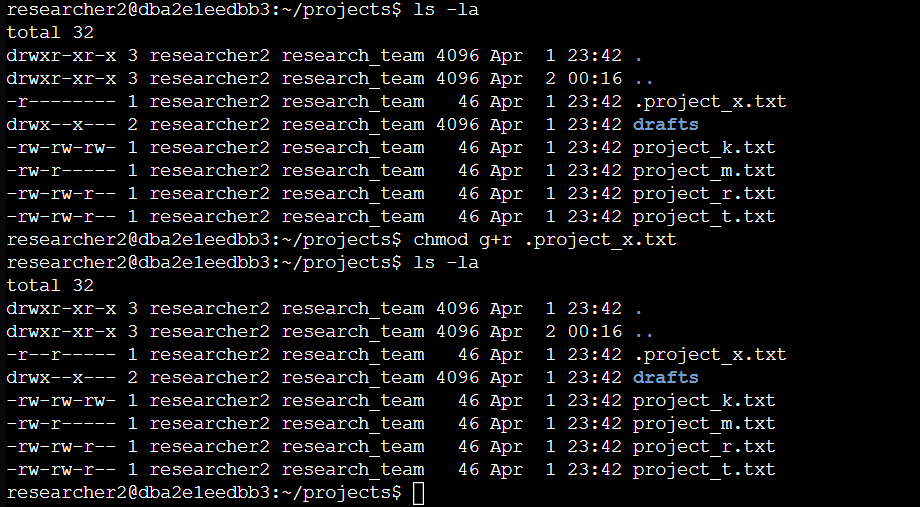 researcher2@dba2e1eedbb3:~/projects$ ls -la
total 32
drwxr-xr-x 3 researcher2 research_team 4096 Apr  1 23:42 .
drwxr-xr-x 3 researcher2 research_team 4096 Apr  2 00:16 ..
-r-------- 1 researcher2 research_team   46 Apr  1 23:42 .project_x.txt
drwx--x--- 2 researcher2 research_team 4096 Apr  1 23:42 drafts
-rw-rw-rw- 1 researcher2 research_team   46 Apr  1 23:42 project_k.txt
-rw-r----- 1 researcher2 research_team   46 Apr  1 23:42 project_m.txt
-rw-rw-r-- 1 researcher2 research_team   46 Apr  1 23:42 project_r.txt
-rw-rw-r-- 1 researcher2 research_team   46 Apr  1 23:42 project_t.txt
researcher2@dba2e1eedbb3:~/projects$ chmod g+r .project_x.txt
researcher2@dba2e1eedbb3:~/projects$ ls -la
total 32
drwxr-xr-x 3 researcher2 research_team 4096 Apr  1 23:42 .
drwxr-xr-x 3 researcher2 research_team 4096 Apr  2 00:16 ..
-r--r----- 1 researcher2 research_team   46 Apr  1 23:42 .project_x.txt
drwx--x--- 2 researcher2 research_team 4096 Apr  1 23:42 drafts
-rw-rw-rw- 1 researcher2 research_team   46 Apr  1 23:42 project_k.txt
-rw-r----- 1 researcher2 research_team   46 Apr  1 23:42 project_m.txt
-rw-rw-r-- 1 researcher2 research_team   46 Apr  1 23:42 project_r.txt
-rw-rw-r-- 1 researcher2 research_team   46 Apr  1 23:42 project_t.txt
researcher2@dba2e1eedbb3:~/projects$